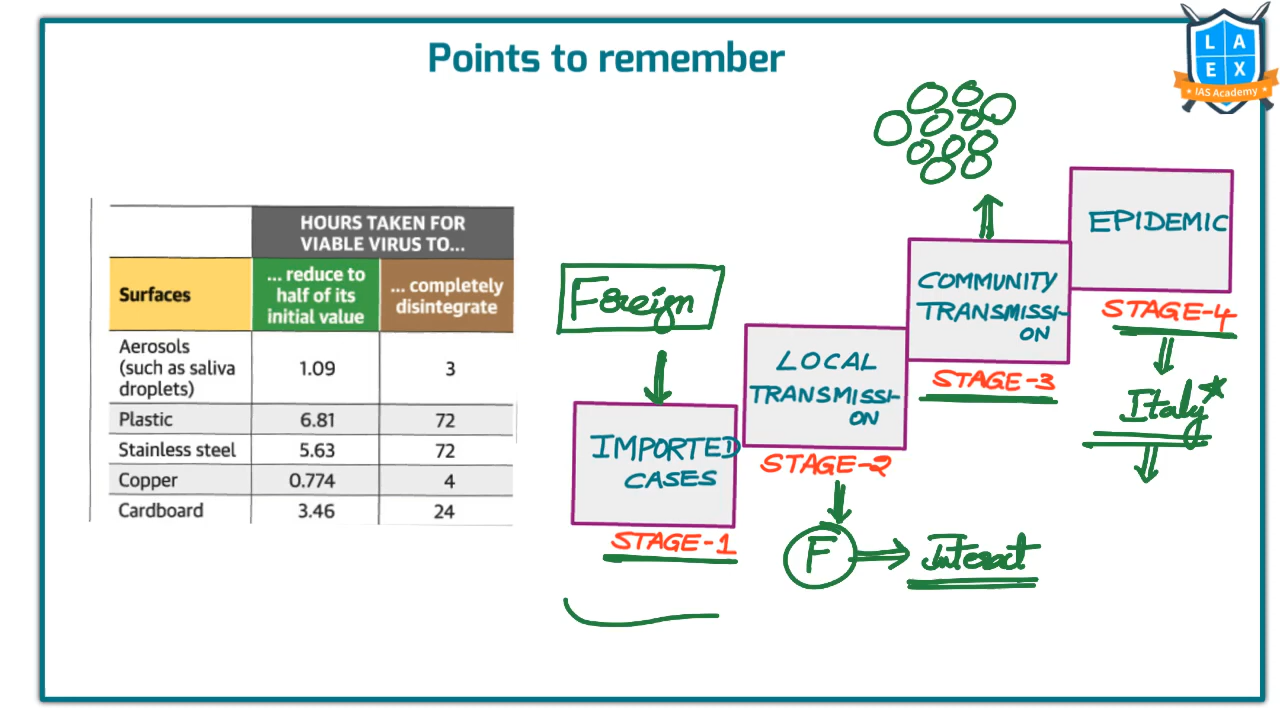 Points to remember
L A
E X
IAS Academy
HOURS TAKEN FOR
VIABLE VIRUS TO...
Surfaces
... reduce to
half of its
initial value
... completely
disintegrate
Aerosols
(such as saliva
droplets)
1.09
3
Plastic
6.81
72
Stainless steel
5.63
72
Copper
0.774
4
Cardboard
3.46
24
Foreign
IMPORTED
CASES
STAGE-1
LOCAL
TRANSMISSI-
ON
STAGE-2
F
Interact
COMMUNITY
TRANSMISSI-
ON
STAGE-3
EPIDEMIC
STAGE-4
Italy